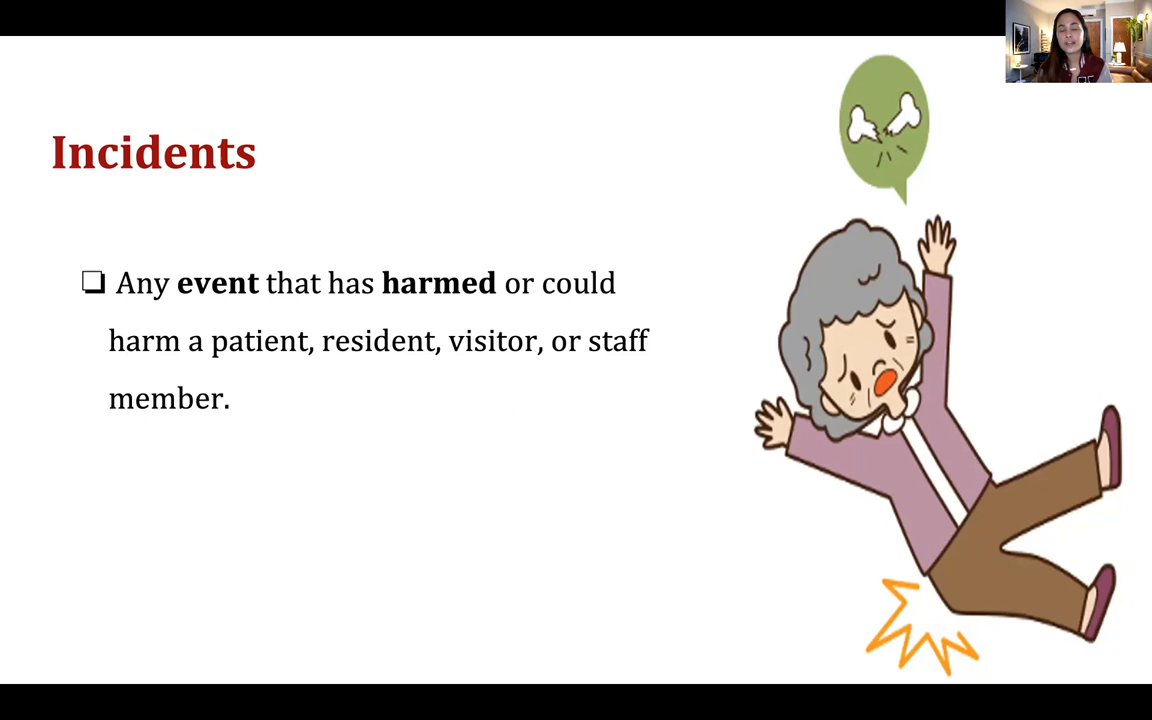 Incidents
❏ Any event that has harmed or could
harm a patient, resident, visitor, or staff
member.